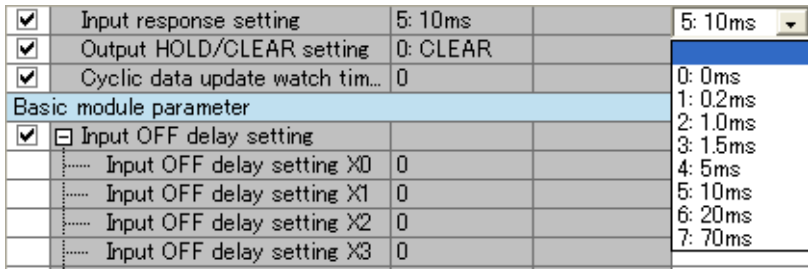 Input response setting 5: 10ms 5: 10ms
Output HOLD/CLEAR setting 0: CLEAR
Cyclic data update watch tim... 0
Basic module parameter
Input OFF delay setting
Input OFF delay setting X0 0
Input OFF delay setting X1 0
Input OFF delay setting X2 0
Input OFF delay setting X3 0
0: 0ms
1: 0.2ms
2: 1.0ms
3: 1.5ms
4: 5ms
5: 10ms
6: 20ms
7: 70ms